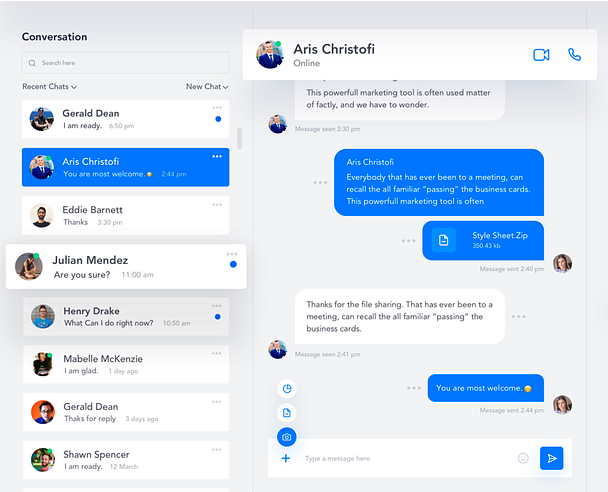 Conversation
Search here
Recent Chats
New Chat
Gerald Dean
I am ready. 6:50 pm
Aris Christofi
You are most welcome. 2:44 pm
Eddie Barnett
Thanks 3:30 pm
Julian Mendez
Are you sure? 11:00 am
Henry Drake
What Can I do right now? 10:50 am
Mabelle McKenzie
I am glad. 1 day ago
Gerald Dean
Thaks for reply 3 days ago
Shawn Spencer
I am ready. 12 March
Aris Christofi
Online
This powerfull marketing tool is often used matter
of factly, and we have to wonder.
Message seen 2:30 pm
Aris Christofi
Everybody that has ever been to a meeting, can
recall the all familiar “passing” the business cards.
This powerfull marketing tool is often
Style Sheet.Zip
350.43 kb
Message sent 2:40 pm
Thanks for the file sharing. That has ever been to a
meeting, can recall the all familiar “passing” the
business cards.
Message seen 2:41 pm
You are most welcome.
Message sent 2:44 pm
Type a message here